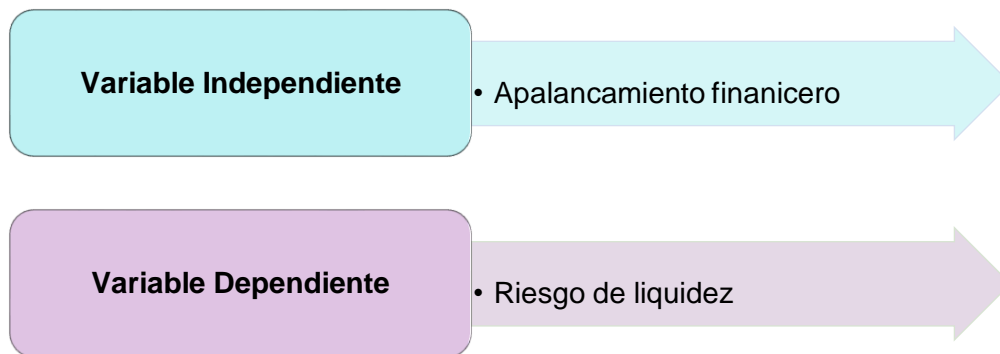 Variable Independiente
• Apalancamiento finanicero
Variable Dependiente
• Riesgo de liquidez